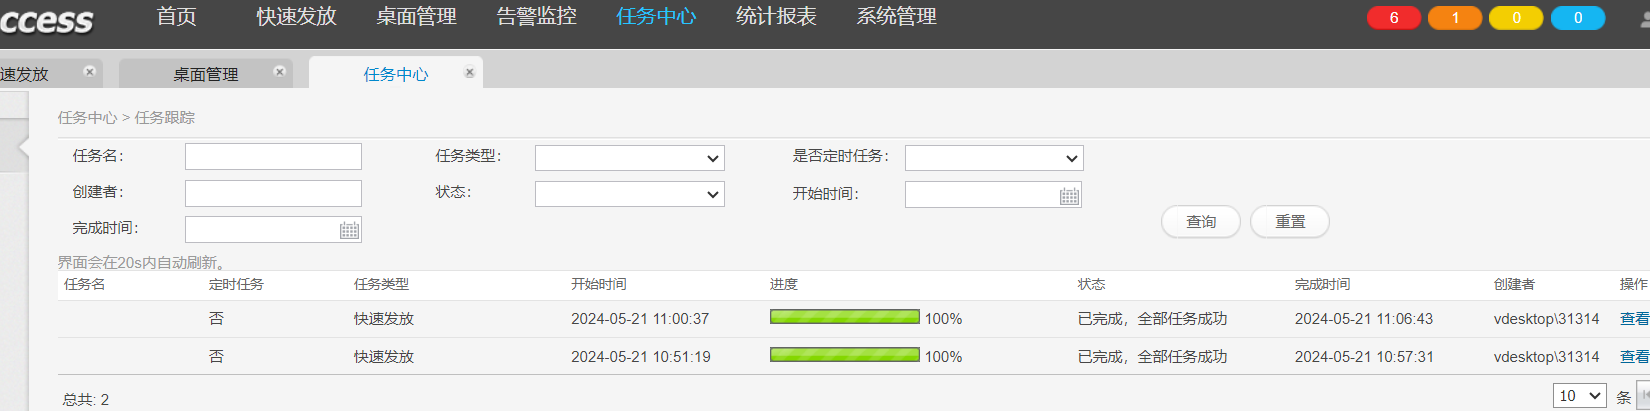 ccess 首页 快速发放 桌面管理 告警监控 任务中心 统计报表 系统管理 6 1 0 0
速发放 桌面管理 任务中心
任务中心 > 任务跟踪
任务名： 任务类型： 是否定时任务：
创建者： 状态： 开始时间：
完成时间： 查询 重置
界面会在20s内自动刷新。
任务名 定时任务 任务类型 开始时间 进度 状态 完成时间 创建者 操作
否 快速发放 2024-05-21 11:00:37 100% 已完成，全部任务成功 2024-05-21 11:06:43 vdesktop\31314 查看
否 快速发放 2024-05-21 10:51:19 100% 已完成，全部任务成功 2024-05-21 10:57:31 vdesktop\31314 查看
总共: 2 10 条